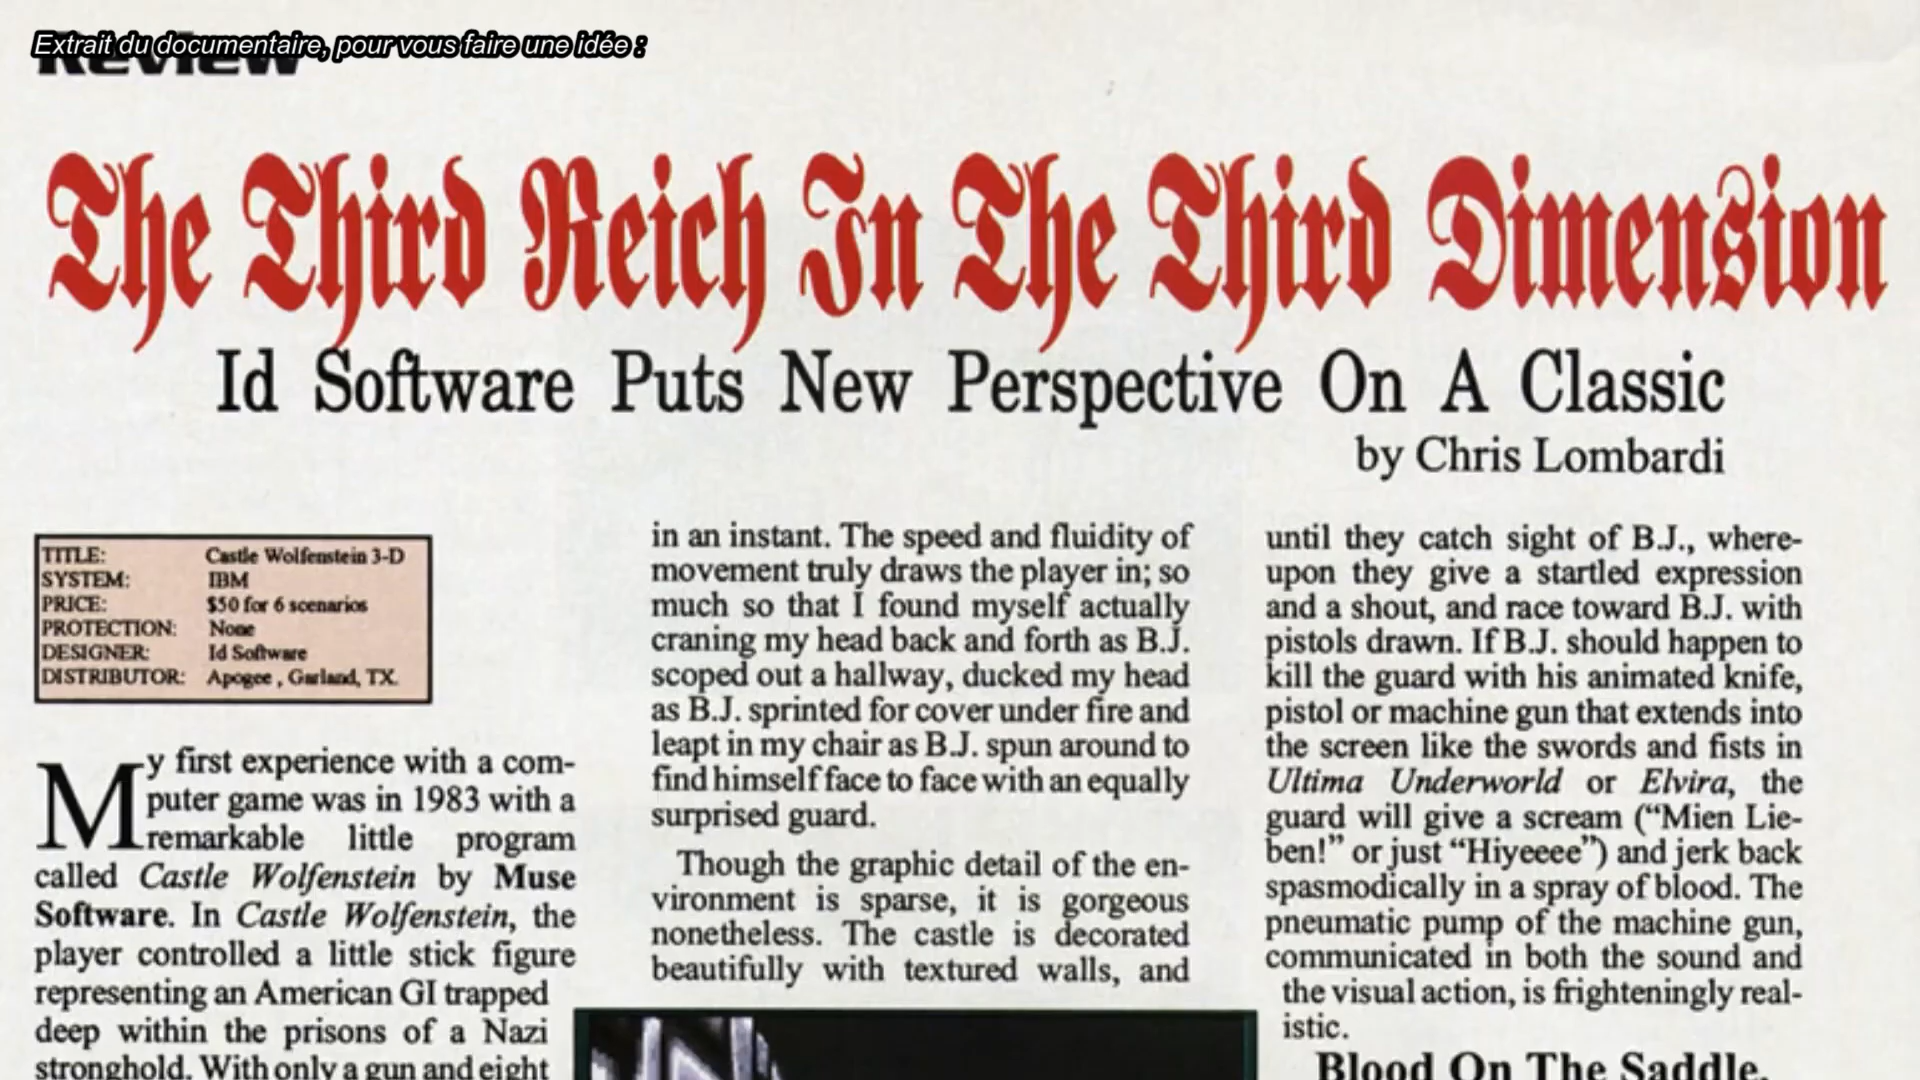 Extrait du documentaire, pour vous faire une idée :
Review
The Third Reich In The Third Dimension
Id Software Puts New Perspective On A Classic
by Chris Lombardi
TITLE: Castle Wolfenstein 3-D
SYSTEM: IBM
PRICE: $50 for 6 scenarios
PROTECTION: None
DESIGNER: Id Software
DISTRIBUTOR: Apogee , Garland, TX.
My first experience with a com-
puter game was in 1983 with a
remarkable little program
called Castle Wolfenstein by Muse
Software. In Castle Wolfenstein, the
player controlled a little stick figure
representing an American GI trapped
deep within the prisons of a Nazi
stronghold. With only a gun and eight
in an instant. The speed and fluidity of
movement truly draws the player in; so
much so that I found myself actually
craning my head back and forth as B.J.
scoped out a hallway, ducked my head
as B.J. sprinted for cover under fire and
leapt in my chair as B.J. spun around to
find himself face to face with an equally
surprised guard.
Though the graphic detail of the en-
vironment is sparse, it is gorgeous
nonetheless. The castle is decorated
beautifully with textured walls, and
until they catch sight of B.J., where-
upon they give a startled expression
and a shout, and race toward B.J. with
pistols drawn. If B.J. should happen to
kill the guard with his animated knife,
pistol or machine gun that extends into
the screen like the swords and fists in
Ultima Underworld or Elvira, the
guard will give a scream (“Mien Lie-
ben!” or just “Hiyeeee”) and jerk back
spasmodically in a spray of blood. The
pneumatic pump of the machine gun,
communicated in both the sound and
the visual action, is frighteningly real-
istic.
Blood On The Saddle,